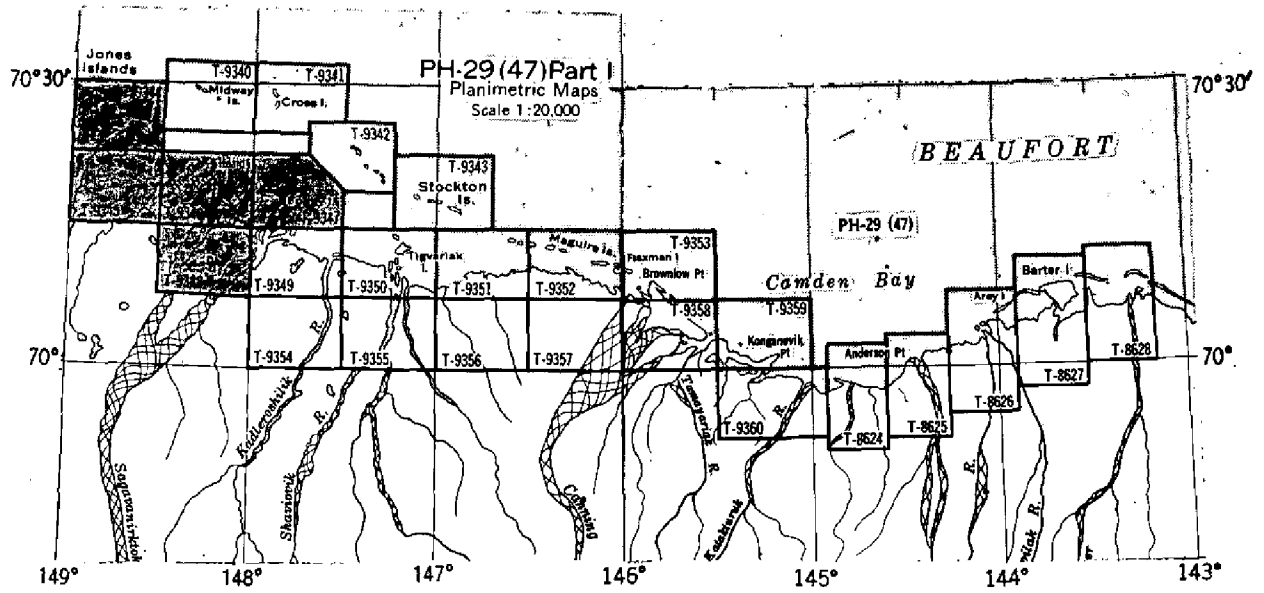 Jones
Islands
70°30'
T-9340
T-9341
Midway
Is.
Cross I.
PH-29 (47) Part I
Planimetric Maps
Scale 1:20,000
70°30'
T-9342
T-9343
Stockton
Is.
BEAUFORT
PH-29 (47)
Maguire Is.
T-9353
Flaxman I
Brownlow Pt
Camden Bay
Barter I
T-9349
T-9350
T-9351
T-9352
T-9358
T-9359
Arey I
Konganevik
Pt
70°
T-9354
T-9355
T-9356
T-9357
Anderson Pt
T-8628
70°
T-8627
T-8626
T-9360
T-8624
T-8625
Kadleroshilik R.
Shaviovik R.
Sagavanirktok
Canning
Tamayariak R.
Katakturuk R.
R.
R.
149°
148°
147°
146°
145°
144°
143°